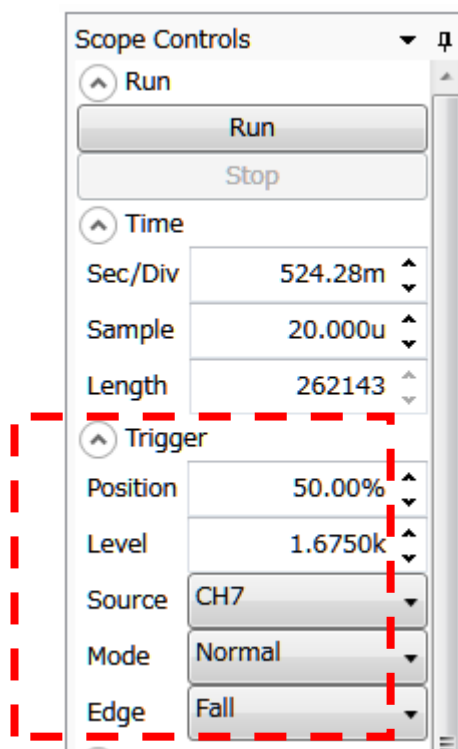 Scope Controls
Run
Run
Stop
Time
Sec/Div 524.28m
Sample 20.000u
Length 262143
Trigger
Position 50.00%
Level 1.6750k
Source CH7
Mode Normal
Edge Fall